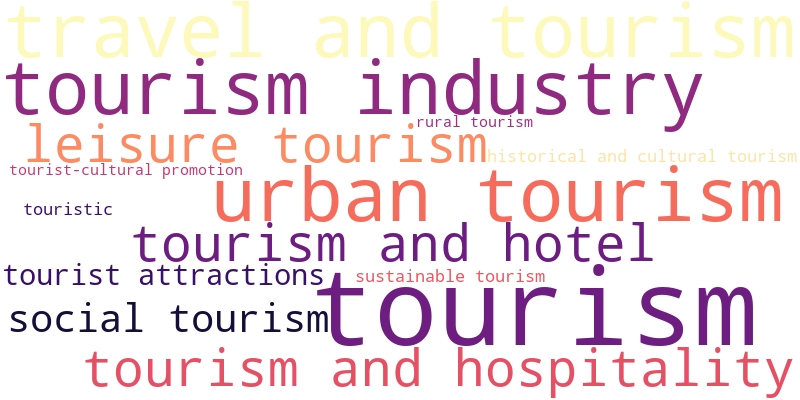 travel and tourism
tourism industry
rural tourism
leisure tourism
historical and cultural tourism
tourist-cultural promotion
urban tourism
touristic
tourism and hotel
tourist attractions
sustainable tourism
tourism
social tourism
tourism and hospitality